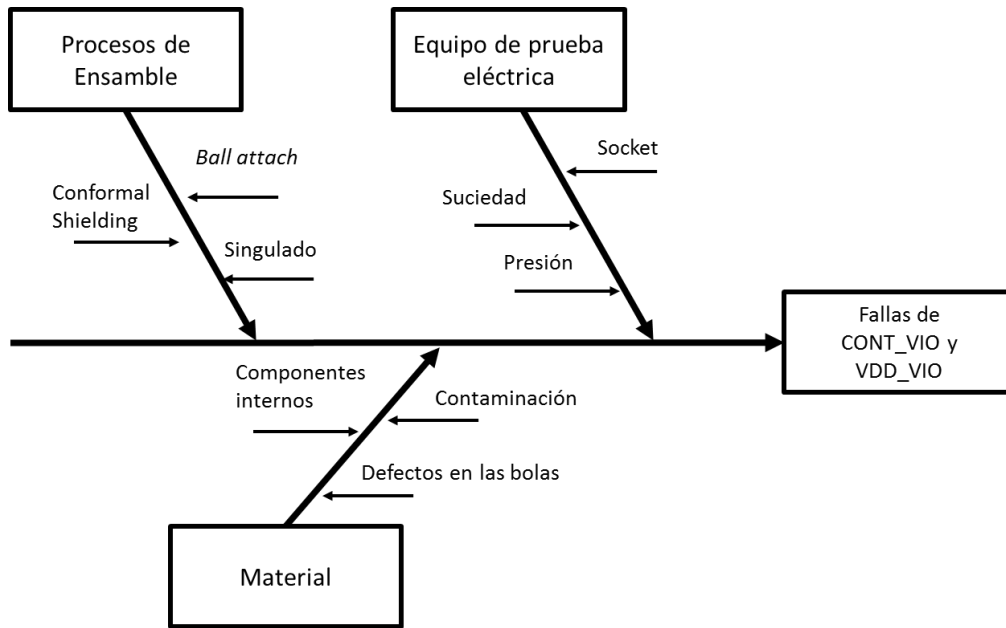 Procesos de
Ensamble
Equipo de prueba
eléctrica
Ball attach
Socket
Conformal
Shielding
Suciedad
Singulado
Presión
Fallas de
CONT_VIO y
VDD_VIO
Componentes
internos
Contaminación
Defectos en las bolas
Material